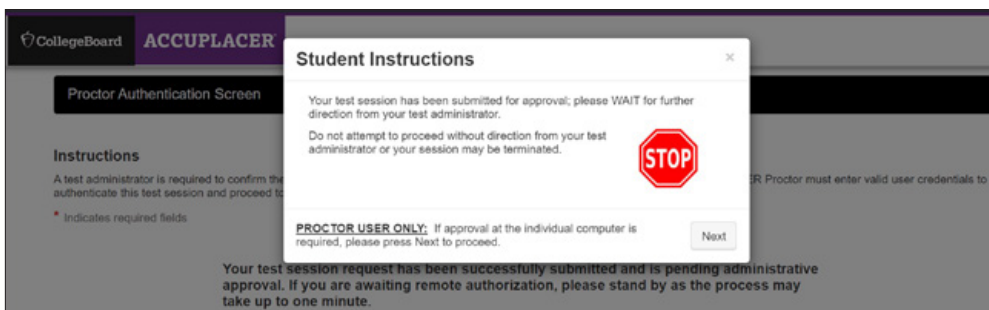 CollegeBoard ACCUPLACER
Student Instructions ×
Proctor Authentication Screen
Your test session has been submitted for approval; please WAIT for further
direction from your test administrator.
Do not attempt to proceed without direction from your test
administrator or your session may be terminated.
STOP
Instructions
A test administrator is required to confirm the
R Proctor must enter valid user credentials to
authenticate this test session and proceed to
* Indicates required fields
PROCTOR USER ONLY: If approval at the individual computer is
required, please press Next to proceed.
Next
Your test session request has been successfully submitted and is pending administrative
approval. If you are awaiting remote authorization, please stand by as the process may
take up to one minute.